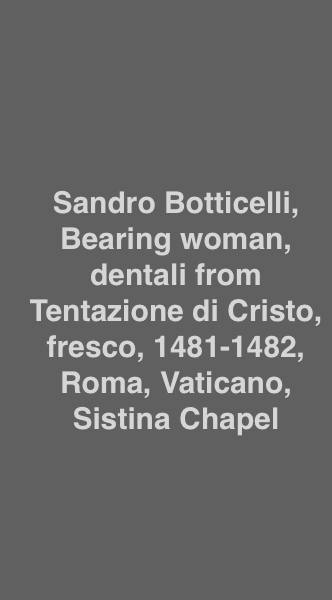 Sandro Botticelli,
Bearing woman,
dentali from
Tentazione di Cristo,
fresco, 1481-1482,
Roma, Vaticano,
Sistina Chapel